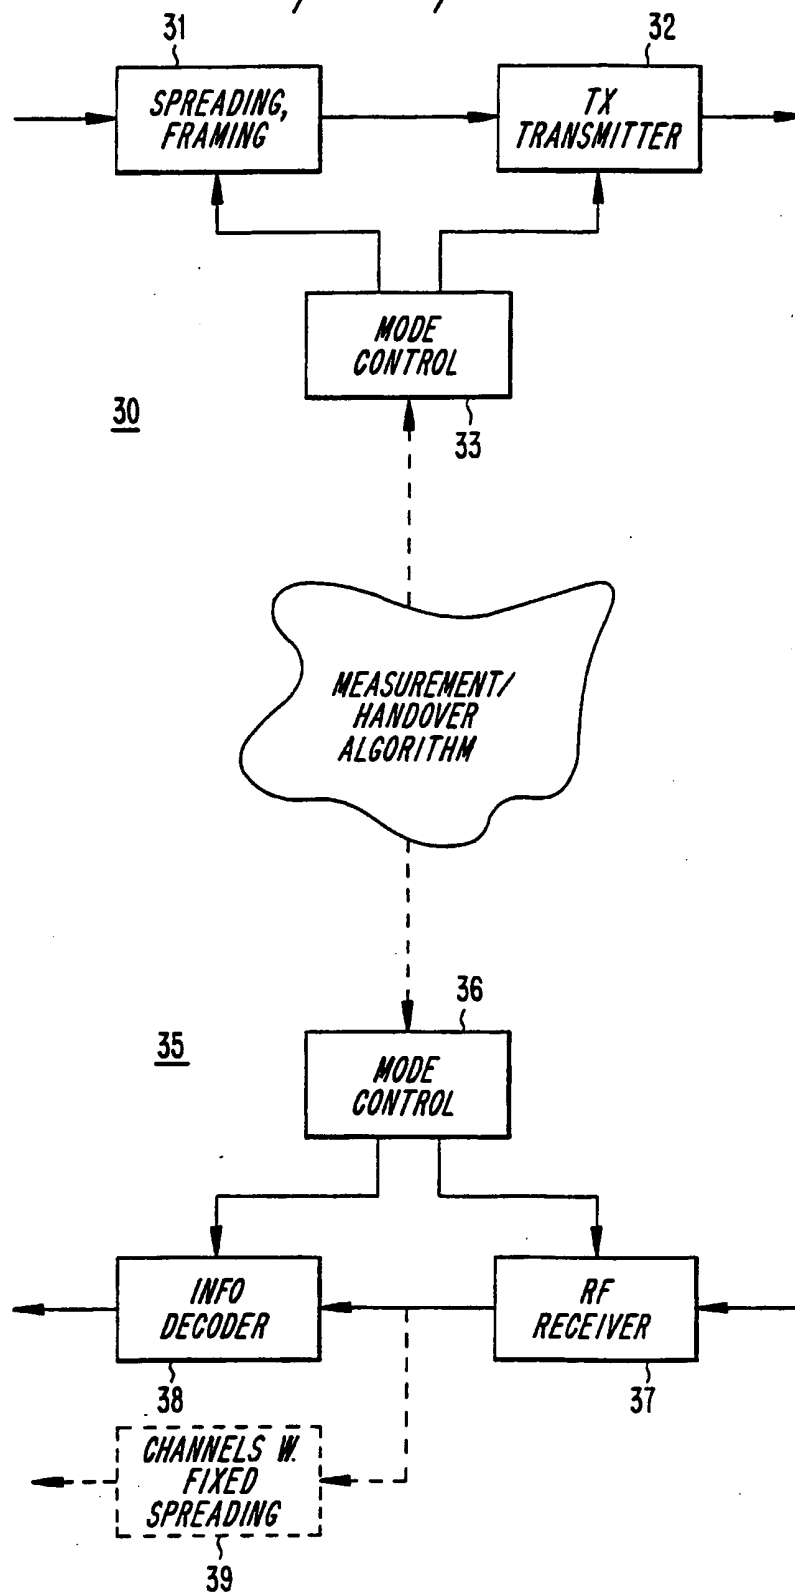 31
32
SPREADING,
FRAMING
TX
TRANSMITTER
MODE
CONTROL
30
33
MEASUREMENT/
HANDOVER
ALGORITHM
36
35
MODE
CONTROL
INFO
DECODER
RF
RECEIVER
38
37
CHANNELS W.
FIXED
SPREADING
39